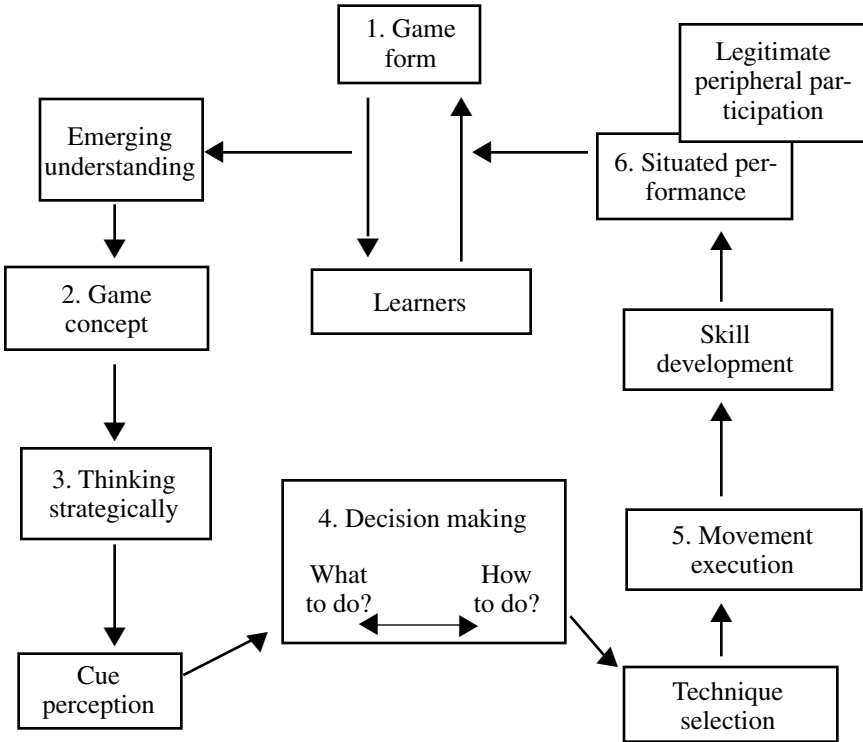 1. Game
form
Legitimate
peripheral par-
ticipation
Emerging
understanding
6. Situated per-
formance
2. Game
concept
Learners
Skill
development
3. Thinking
strategically
4. Decision making
What
to do?
How
to do?
5. Movement
execution
Cue
perception
Technique
selection